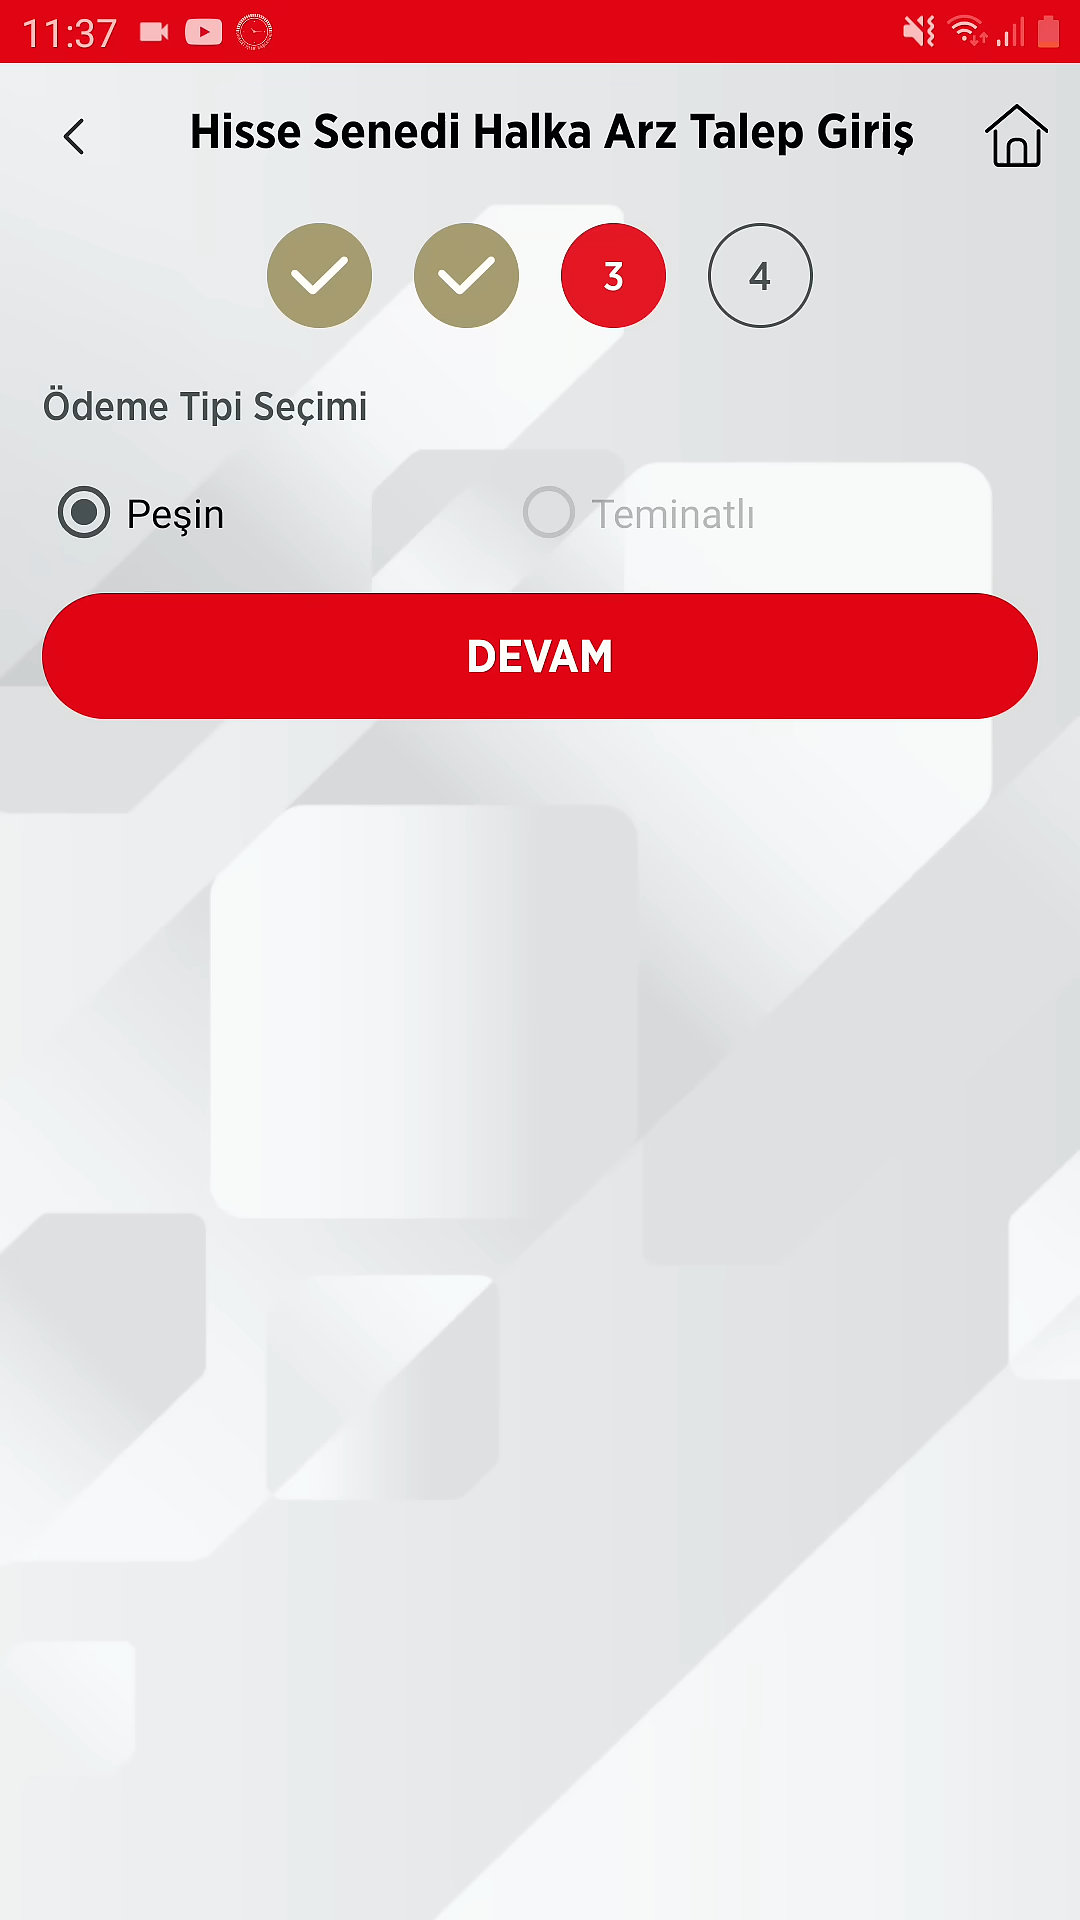 11:37
Hisse Senedi Halka Arz Talep Giriş
3
4
Ödeme Tipi Seçimi
Peşin
Teminatlı
DEVAM